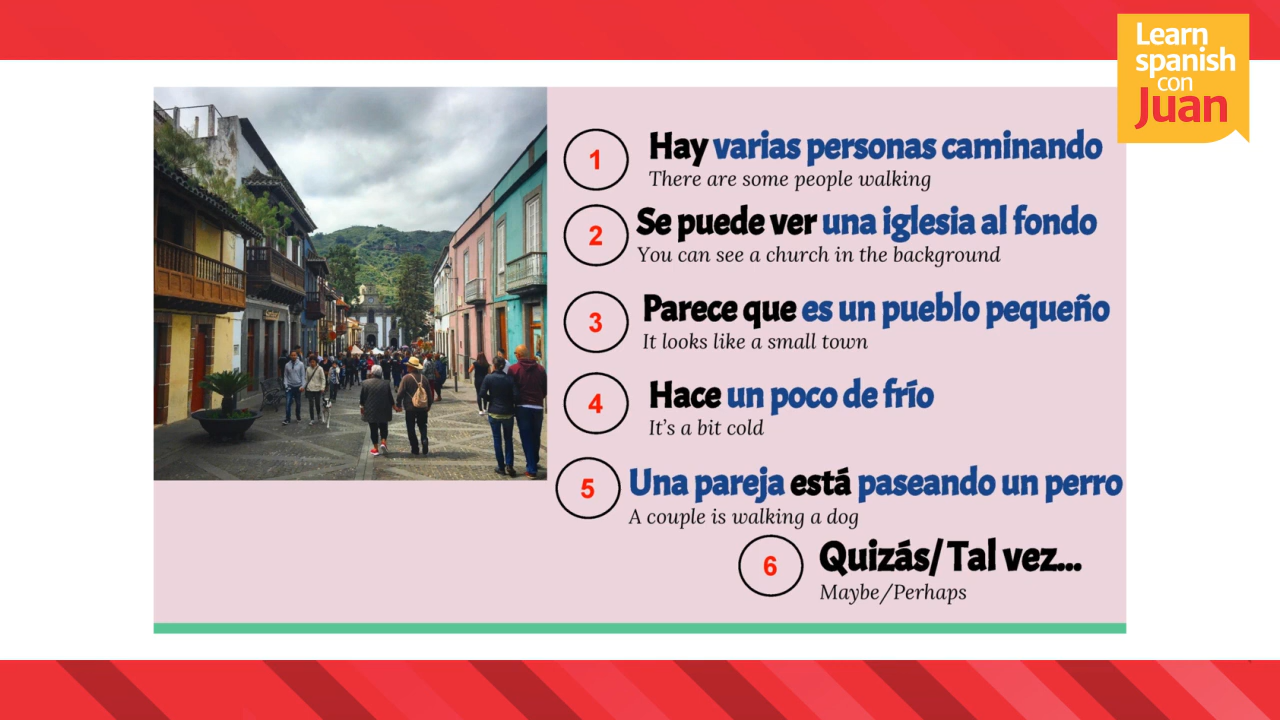 Learn
spanish
con
Juan
1
Hay varias personas caminando
There are some people walking
2
Se puede ver una iglesia al fondo
You can see a church in the background
3
Parece que es un pueblo pequeño
It looks like a small town
4
Hace un poco de frío
It's a bit cold
5
Una pareja está paseando un perro
A couple is walking a dog
6
Quizás/ Tal vez...
Maybe/Perhaps